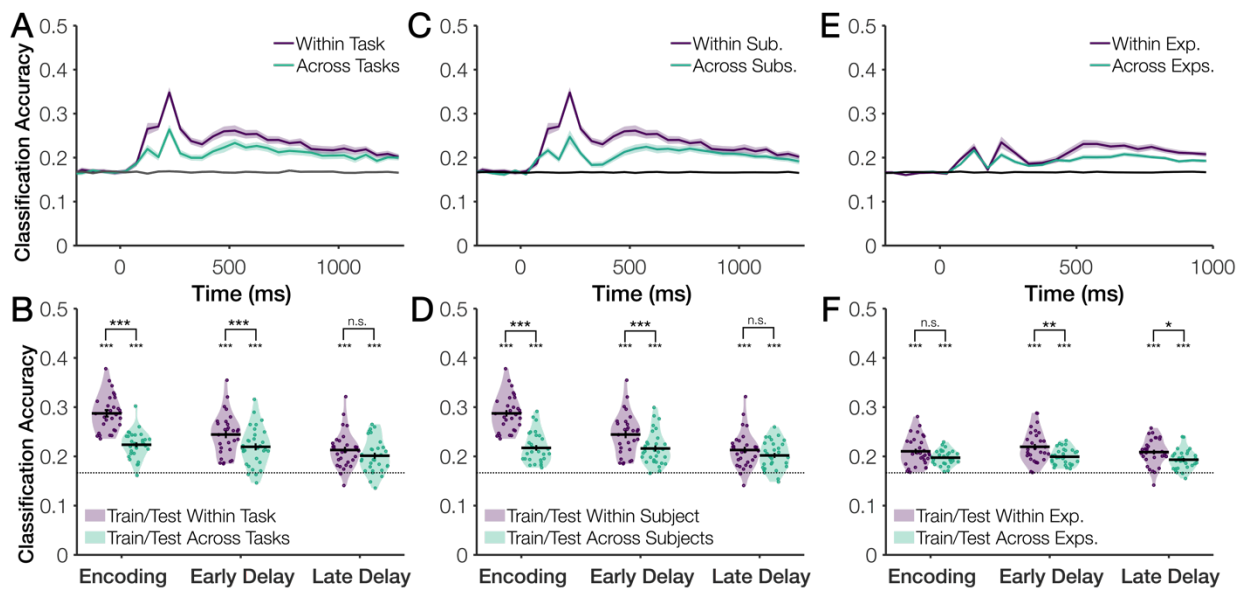 A
0.5
0.4
0.3
0.2
0.1
0
Classification Accuracy
Within Task
Across Tasks
0
500
1000
Time (ms)
C
0.5
0.4
0.3
0.2
0.1
0
Within Sub.
Across Subs.
0
500
1000
Time (ms)
E
0.5
0.4
0.3
0.2
0.1
0
Within Exp.
Across Exps.
0
500
1000
Time (ms)
B
0.5
0.4
0.3
0.2
0.1
0
Classification Accuracy
*** *** n.s.
*** *** *** *** *** ***
Train/Test Within Task
Train/Test Across Tasks
Encoding Early Delay Late Delay
D
0.5
0.4
0.3
0.2
0.1
0
*** *** n.s.
*** *** *** *** *** ***
Train/Test Within Subject
Train/Test Across Subjects
Encoding Early Delay Late Delay
F
0.5
0.4
0.3
0.2
0.1
0
n.s. ** *
*** *** *** *** *** ***
Train/Test Within Exp.
Train/Test Across Exps.
Encoding Early Delay Late Delay